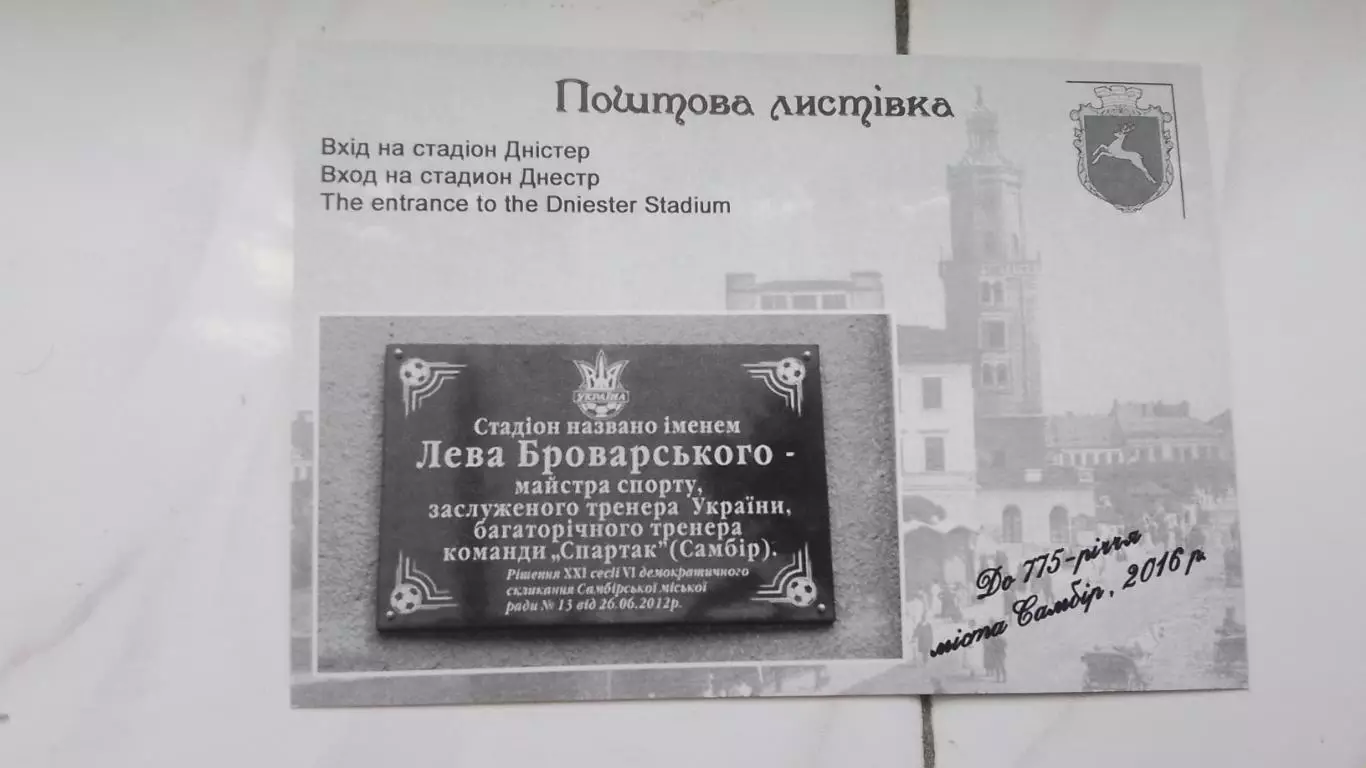 Поштова листівка
Вхід на стадіон Дністер
Вход на стадион Днестр
The entrance to the Dniester Stadium
УКРАЇНА
Стадіон названо іменем
Лева Броварського -
майстра спорту,
заслуженого тренера України,
багаторічного тренера
команди „Спартак" (Самбір).
Рішення XXI сесії VI демократичного
скликання Самбірської міської
ради № 13 від 26.06.2012р.
До 775-річчя
міста Самбір, 2016 р.